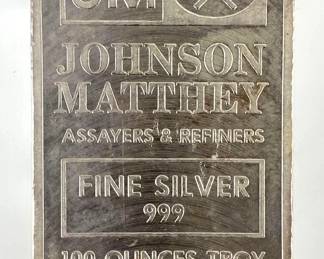 JM
JOHNSON
MATTHEY
ASSAYERS & REFINERS
FINE SILVER
999
100 OUNCES TROY